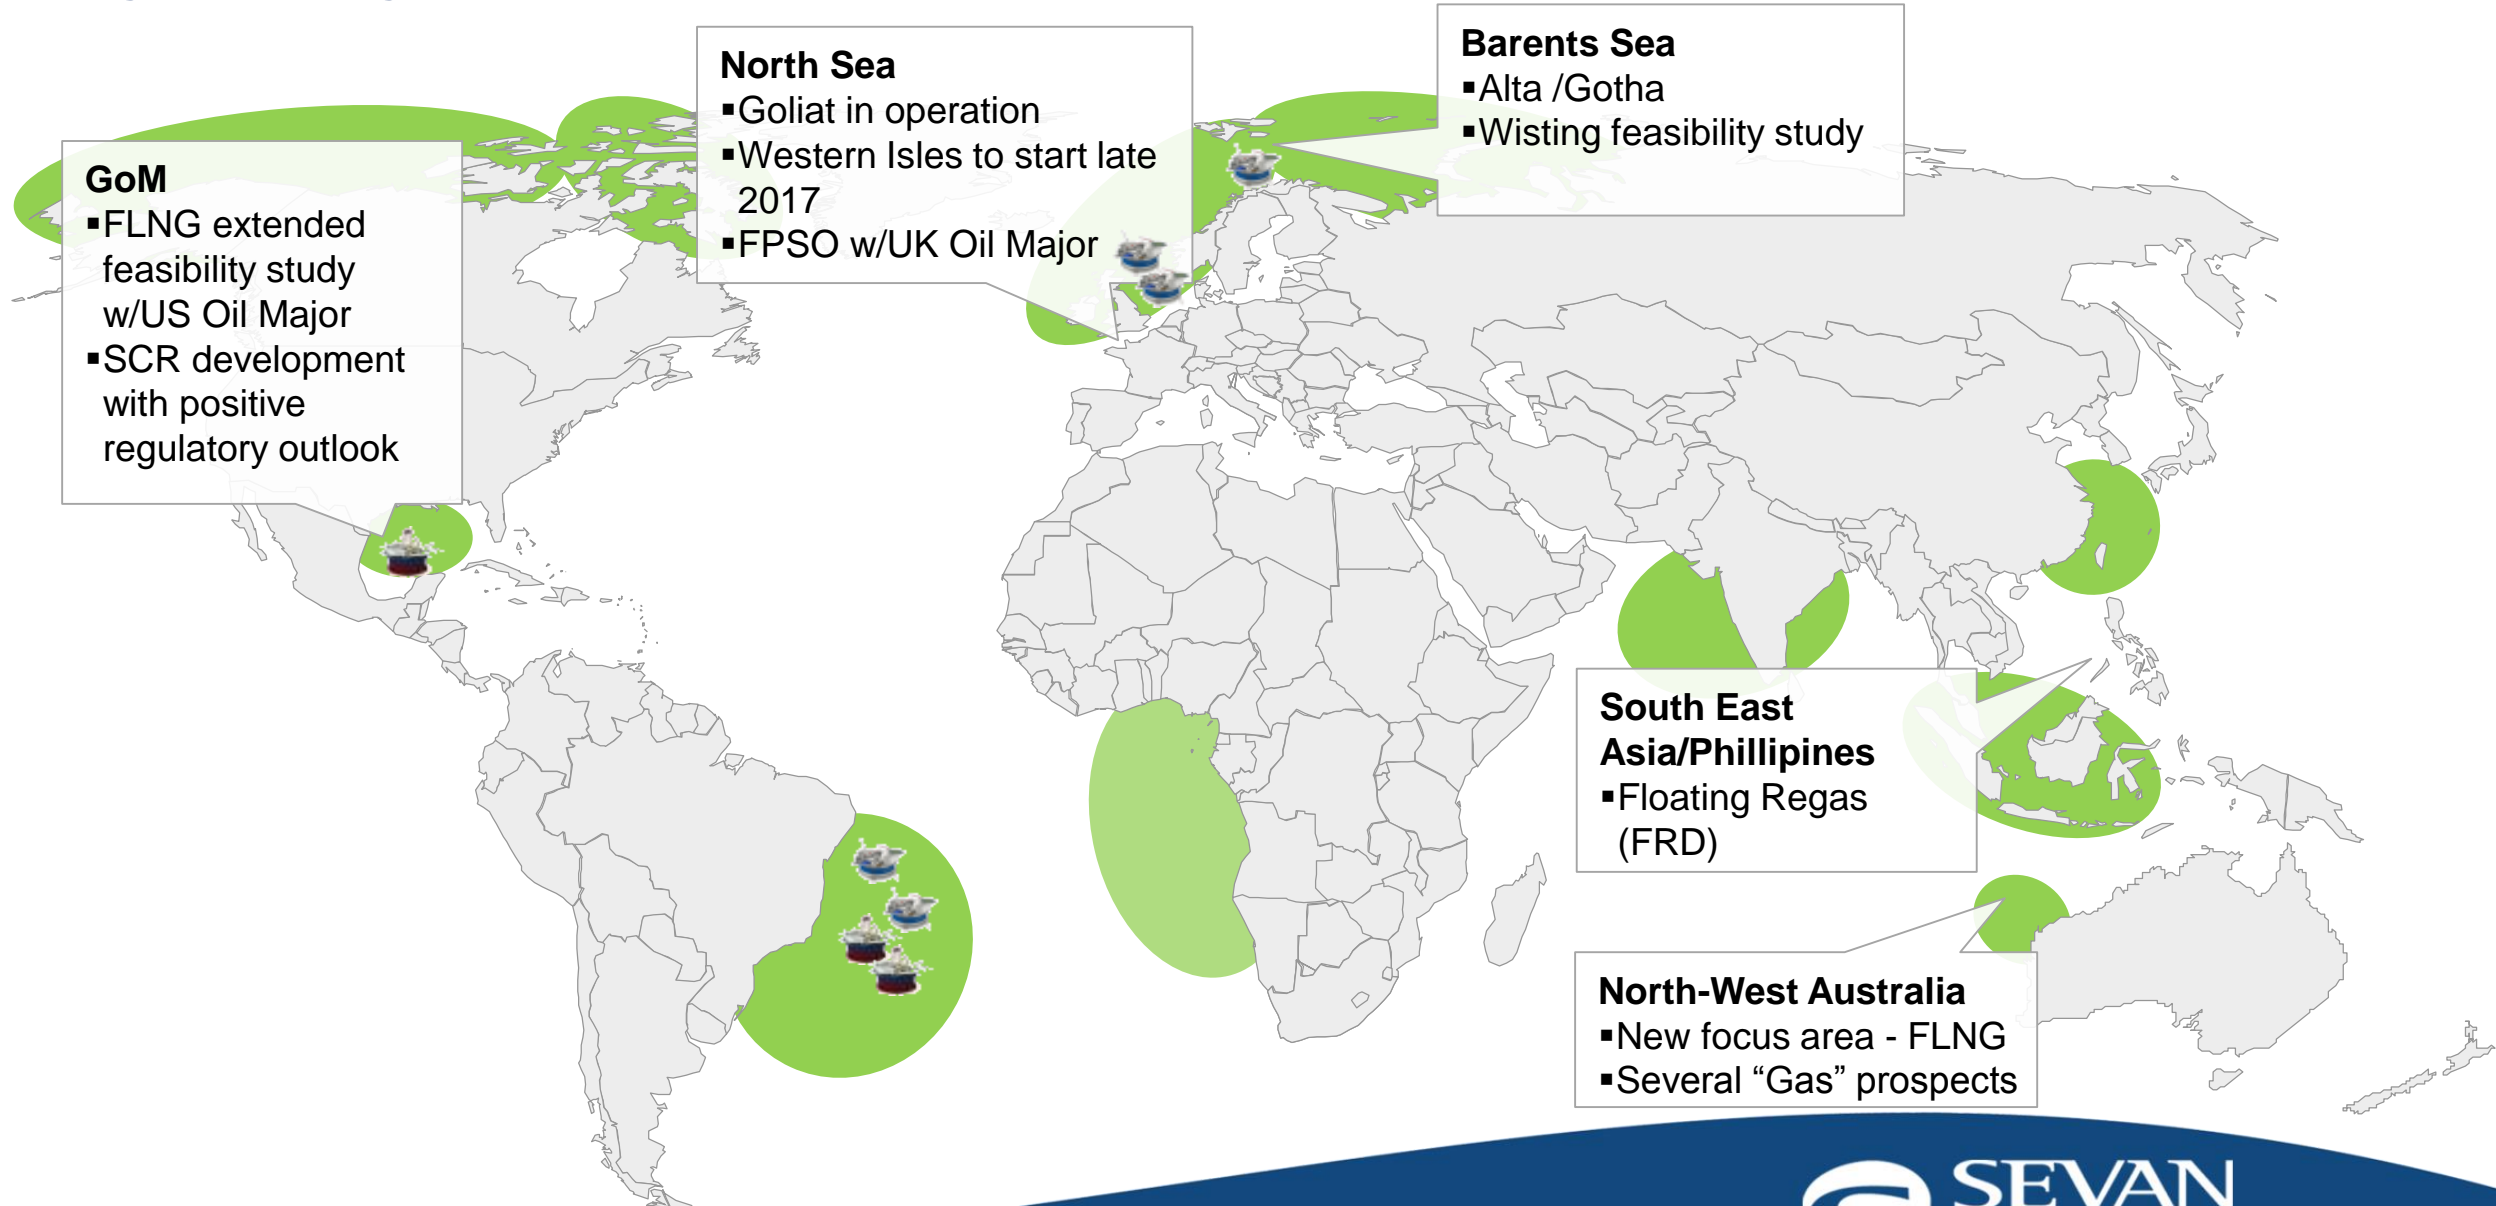 North Sea
▪Goliat in operation
▪Western Isles to start late
2017
▪FPSO w/UK Oil Major
Barents Sea
▪Alta /Gotha
▪Wisting feasibility study
GoM
▪FLNG extended
feasibility study
w/US Oil Major
▪SCR development
with positive
regulatory outlook
South East
Asia/Phillipines
▪Floating Regas
(FRD)
North-West Australia
▪New focus area - FLNG
▪Several “Gas” prospects
SEVAN